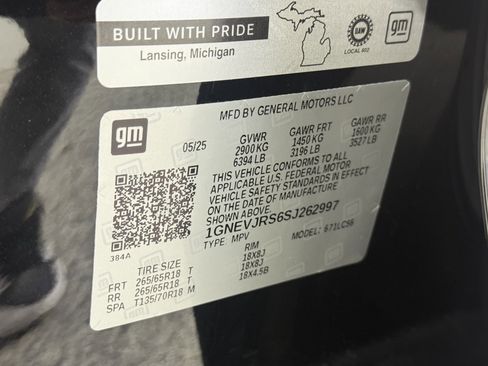 BUILT WITH PRIDE
Lansing, Michigan
UAW
LOCAL 602
gm
gm
MFD BY GENERAL MOTORS LLC
05/25 GVWR GAWR FRT GAWR RR
2900 KG 1450 KG 1600 KG
6394 LB 3196 LB 3527 LB
THIS VEHICLE CONFORMS TO ALL
APPLICABLE U.S. FEDERAL MOTOR
VEHICLE SAFETY STANDARDS IN EFFECT
ON THE DATE OF MANUFACTURE
SHOWN ABOVE.
1GNEVJRS6SJ262997
TYPE: MPV MODEL:
384A
TIRE SIZE RIM
FRT 265/65R18 T 18X8J
RR 265/65R18 T 18X8J
SPA T135/70R18 M 18X4.5B